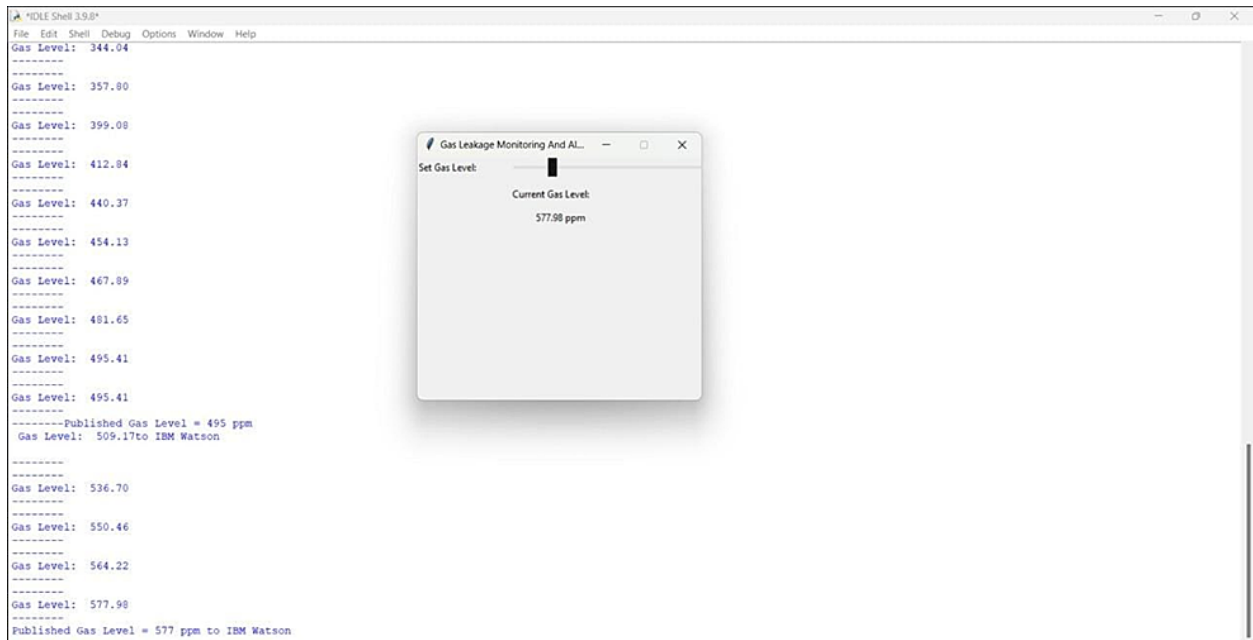 *IDLE Shell 3.9.8*
File Edit Shell Debug Options Window Help
Gas Level: 344.04
--------
--------
Gas Level: 357.80
--------
--------
Gas Level: 399.08
--------
--------
Gas Level: 412.84
--------
--------
Gas Level: 440.37
--------
--------
Gas Level: 454.13
--------
--------
Gas Level: 467.89
--------
--------
Gas Level: 481.65
--------
--------
Gas Level: 495.41
--------
--------
Gas Level: 495.41
--------
--------Published Gas Level = 495 ppm
Gas Level: 509.17to IBM Watson
--------
--------
Gas Level: 536.70
--------
--------
Gas Level: 550.46
--------
--------
Gas Level: 564.22
--------
--------
Gas Level: 577.98
--------
Published Gas Level = 577 ppm to IBM Watson
Gas Leakage Monitoring And Al...
Set Gas Level:
Current Gas Level:
577.98 ppm